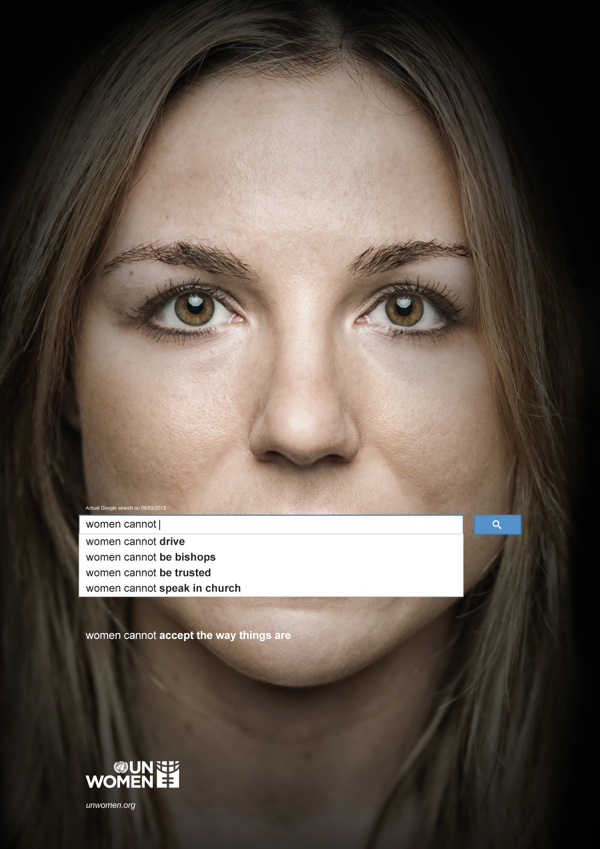 Actual Google search on 09/03/2013
women cannot
women cannot drive
women cannot be bishops
women cannot be trusted
women cannot speak in church
women cannot accept the way things are
UN
WOMEN
unwomen.org